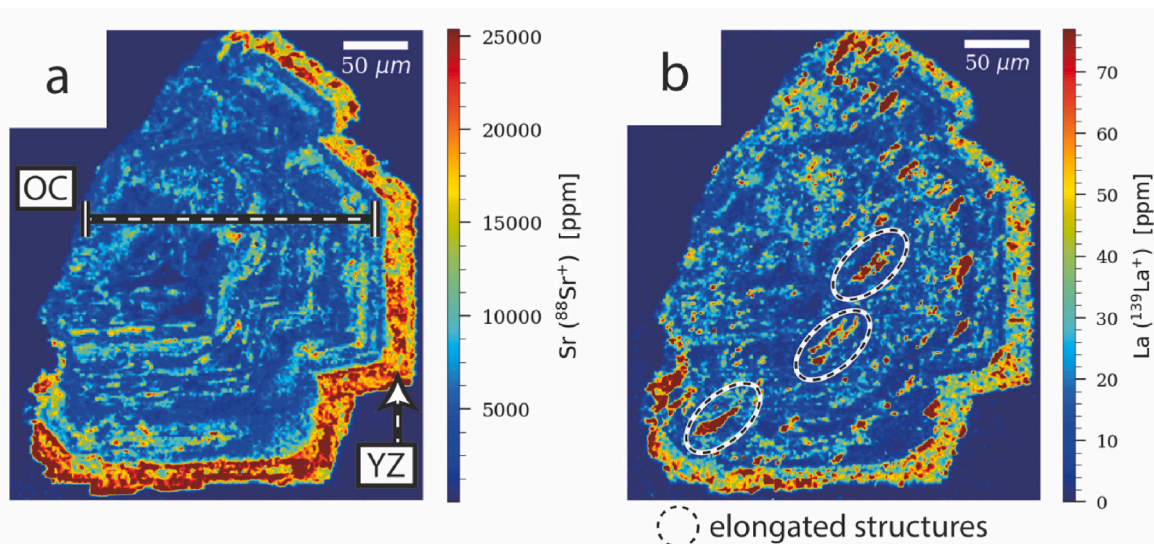 a
50 μm
OC
YZ
25000
20000
15000
10000
5000
Sr (⁸⁸Sr⁺) [ppm]
b
50 μm
70
60
50
40
30
20
10
0
La (¹³⁹La⁺) [ppm]
elongated structures